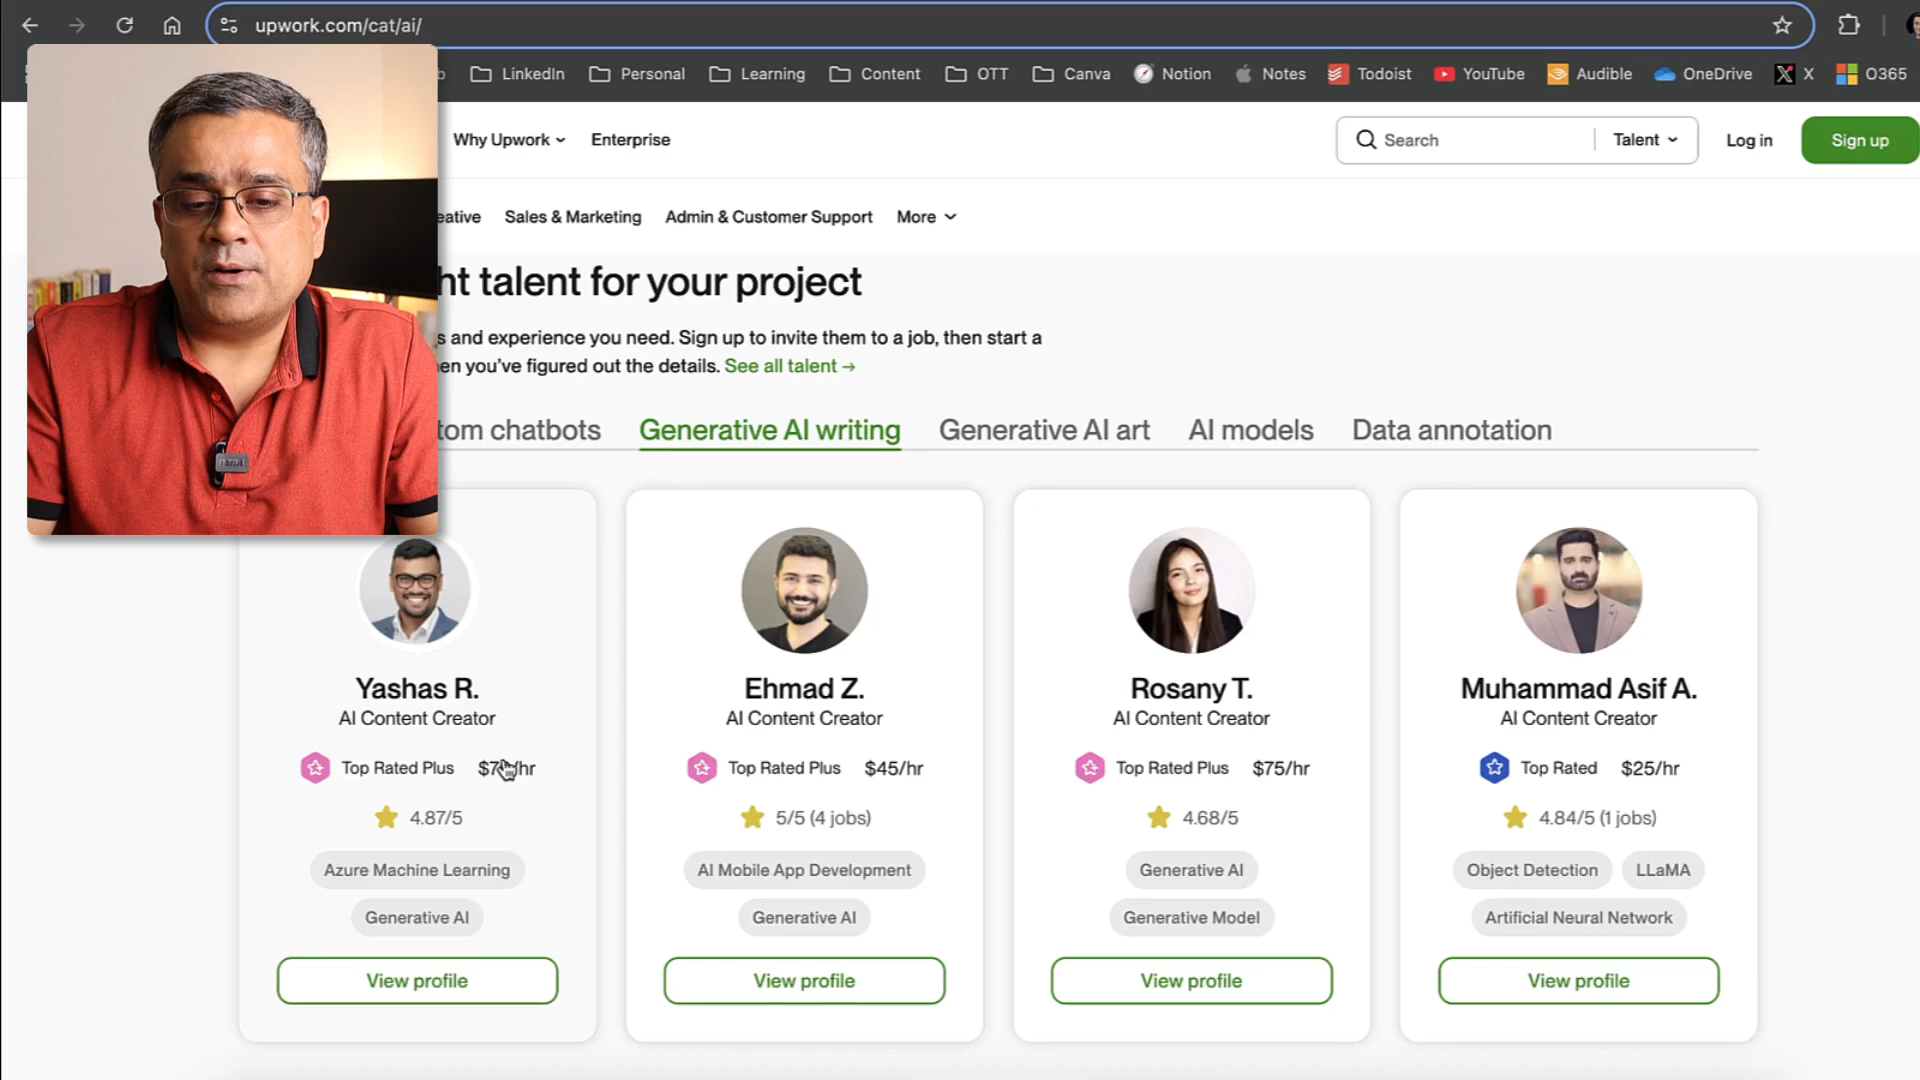 upwork.com/cat/ai/
LinkedIn Personal Learning Content OTT Canva Notion Notes Todoist YouTube Audible OneDrive X O365
Why Upwork Enterprise Search Talent Log in Sign up
Sales & Marketing Admin & Customer Support More
talent for your project
and experience you need. Sign up to invite them to a job, then start a
you've figured out the details. See all talent →
chatbots Generative AI writing Generative AI art AI models Data annotation
Yashas R. Ehmad Z. Rosany T. Muhammad Asif A.
AI Content Creator AI Content Creator AI Content Creator AI Content Creator
Top Rated Plus Top Rated Plus $45/hr Top Rated Plus $75/hr Top Rated $25/hr
4.87/5 5/5 (4 jobs) 4.68/5 4.84/5 (1 jobs)
Azure Machine Learning AI Mobile App Development Generative AI Object Detection LLaMA
Generative AI Generative AI Generative Model Artificial Neural Network
View profile View profile View profile View profile